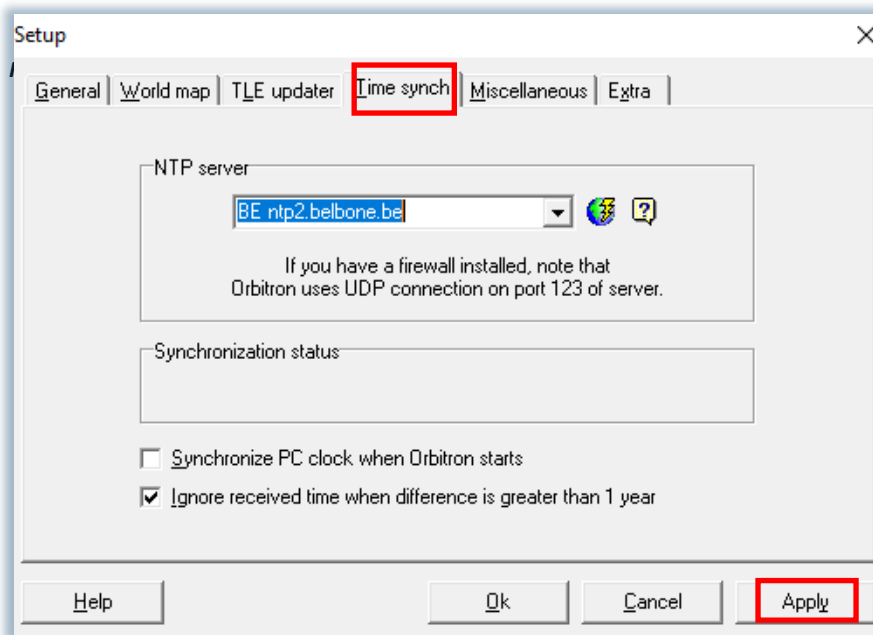 Setup
General World map TLE updater Time synch Miscellaneous Extra
NTP server
BE ntp2.belbone.be
If you have a firewall installed, note that
Orbitron uses UDP connection on port 123 of server.
Synchronization status
Synchronize PC clock when Orbitron starts
Ignore received time when difference is greater than 1 year
Help Ok Cancel Apply